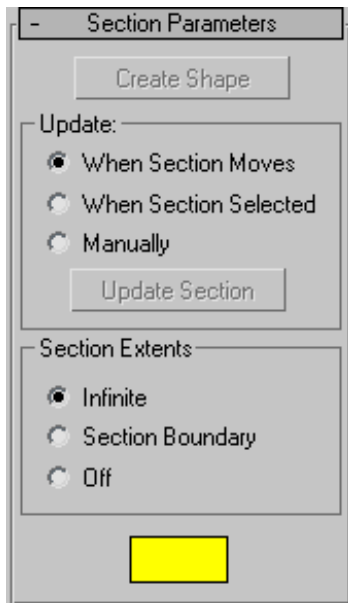 - Section Parameters
Create Shape
Update:
When Section Moves
When Section Selected
Manually
Update Section
Section Extents
Infinite
Section Boundary
Off